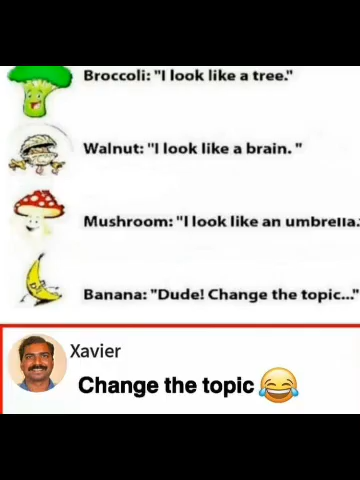 Broccoli: "I look like a tree."
Walnut: "I look like a brain. "
Mushroom: "I look like an umbrella.
Banana: "Dude! Change the topic..."
Xavier
Change the topic 😂